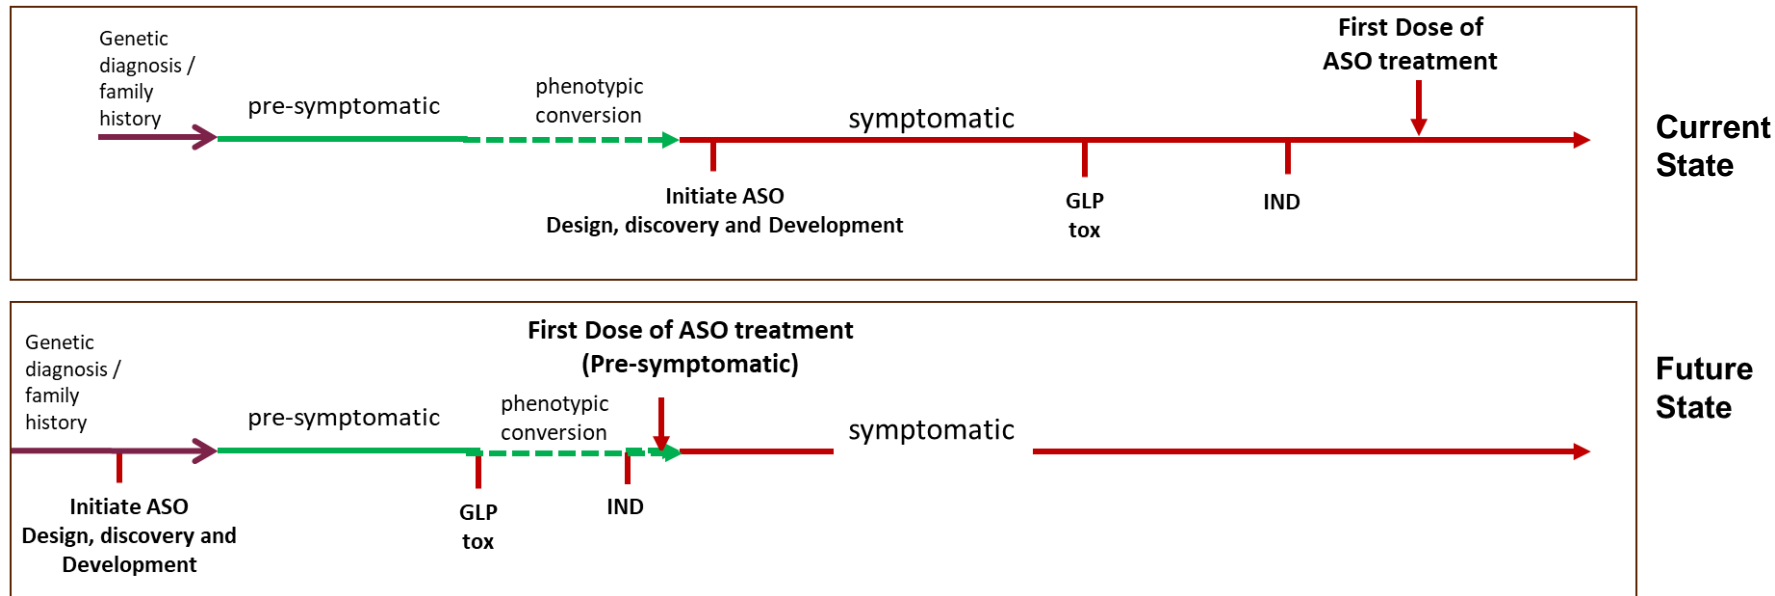 Genetic
diagnosis /
family
history
pre-symptomatic
phenotypic
conversion
symptomatic
First Dose of
ASO treatment
Initiate ASO
Design, discovery and Development
GLP
tox
IND
Current
State
Genetic
diagnosis /
family
history
pre-symptomatic
First Dose of ASO treatment
(Pre-symptomatic)
phenotypic
conversion
symptomatic
Initiate ASO
Design, discovery and
Development
GLP
tox
IND
Future
State